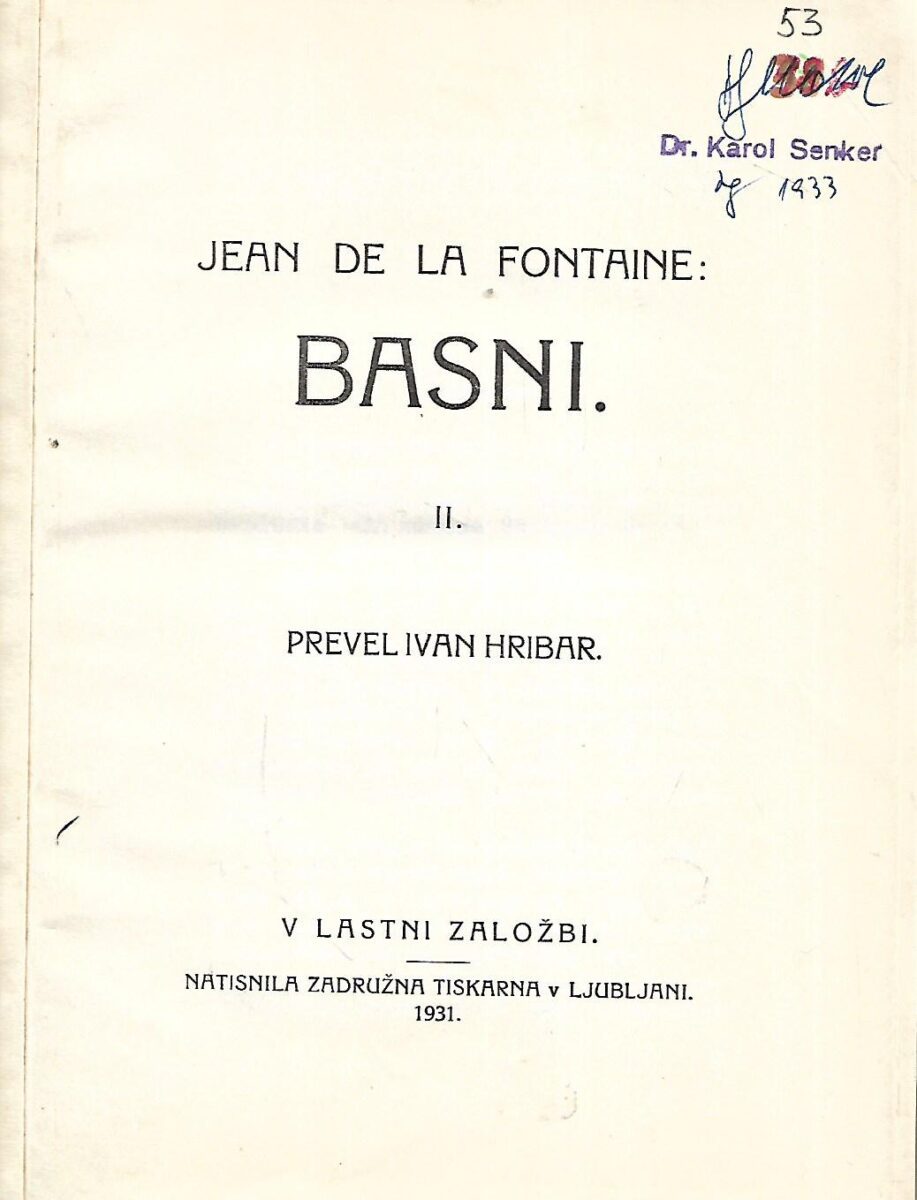 53
Dr. Karol Senker
1933
JEAN DE LA FONTAINE:
BASNI.
II.
PREVEL IVAN HRIBAR.
V LASTNI ZALOŽBI.
NATISNILA ZADRUŽNA TISKARNA v LJUBLJANI.
1931.